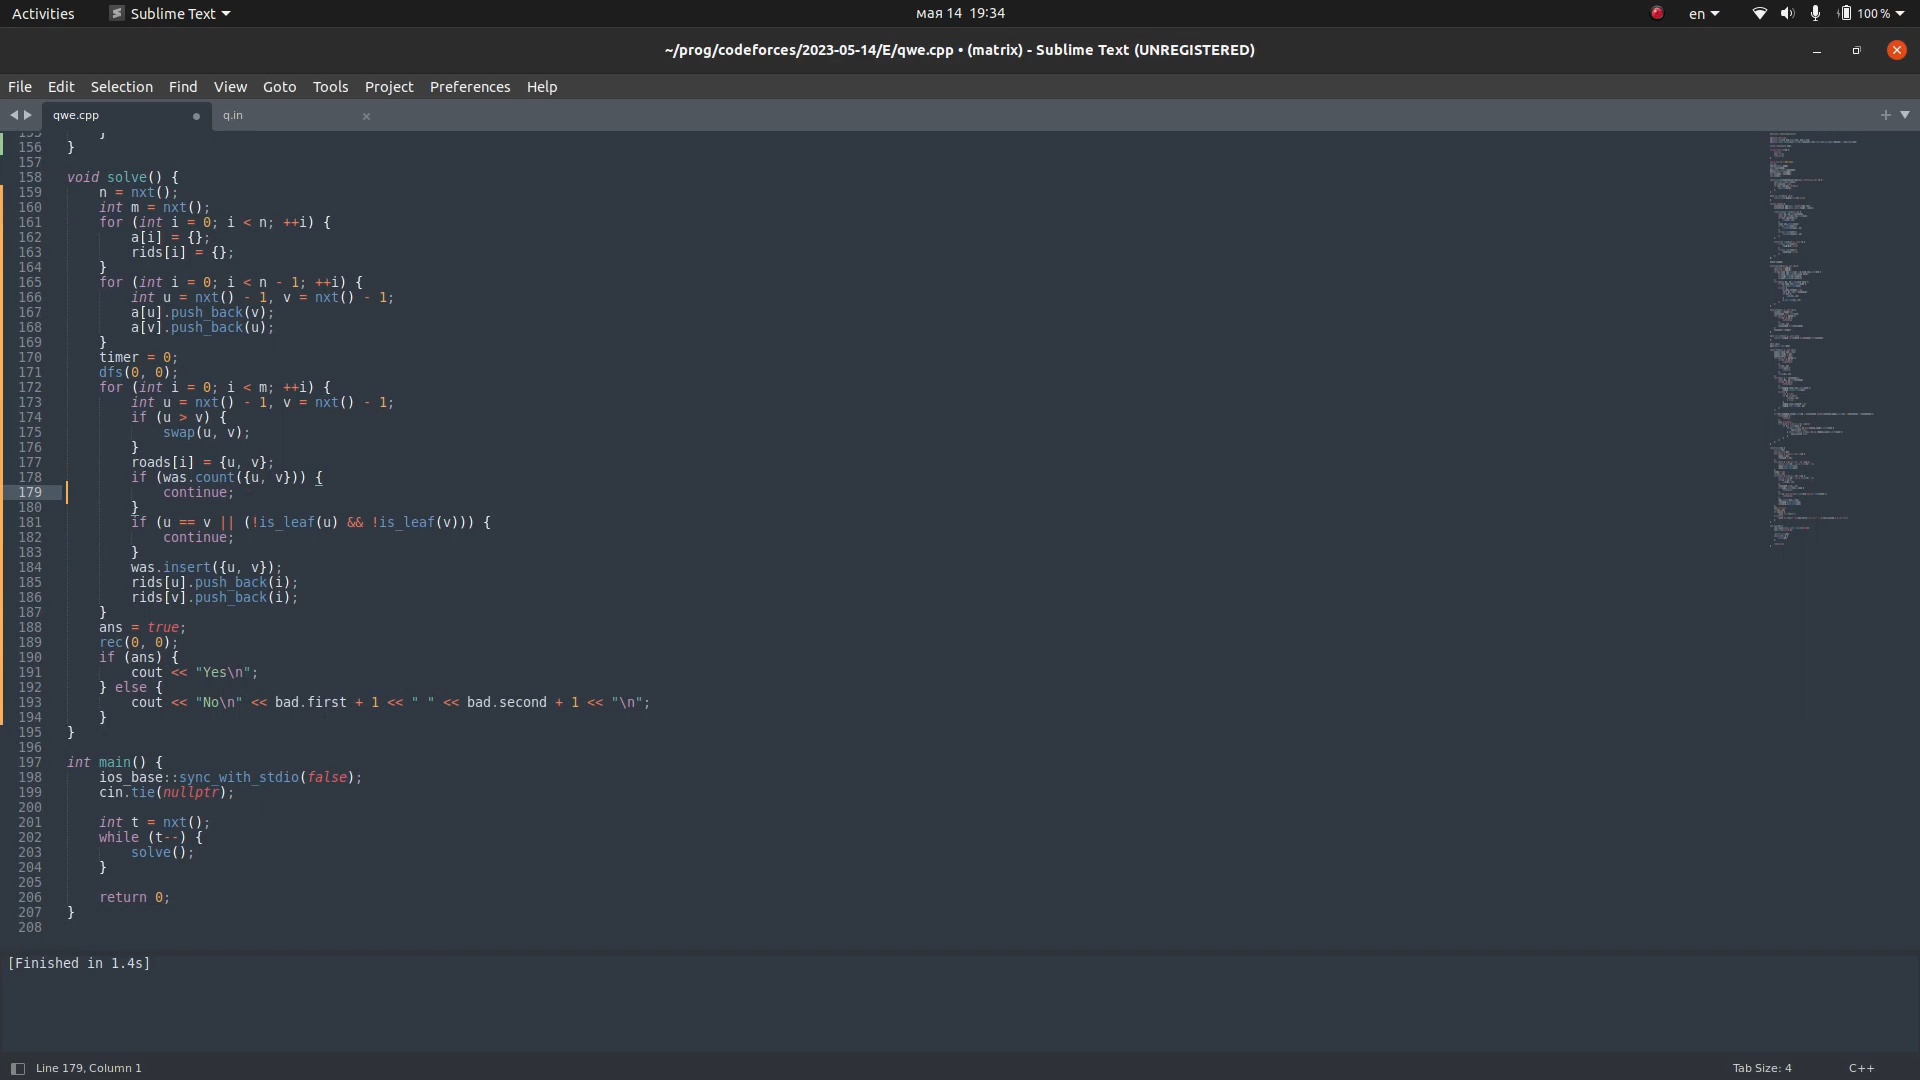 Activities Sublime Text мая 14 19:34 en 100 %
~/prog/codeforces/2023-05-14/E/qwe.cpp • (matrix) - Sublime Text (UNREGISTERED)
File Edit Selection Find View Goto Tools Project Preferences Help
qwe.cpp q.in
155 }
156 }
157
158 void solve() {
159 n = nxt();
160 int m = nxt();
161 for (int i = 0; i < n; ++i) {
162 a[i] = {};
163 rids[i] = {};
164 }
165 for (int i = 0; i < n - 1; ++i) {
166 int u = nxt() - 1, v = nxt() - 1;
167 a[u].push_back(v);
168 a[v].push_back(u);
169 }
170 timer = 0;
171 dfs(0, 0);
172 for (int i = 0; i < m; ++i) {
173 int u = nxt() - 1, v = nxt() - 1;
174 if (u > v) {
175 swap(u, v);
176 }
177 roads[i] = {u, v};
178 if (was.count({u, v})) {
179 continue;
180 }
181 if (u == v || (!is_leaf(u) && !is_leaf(v))) {
182 continue;
183 }
184 was.insert({u, v});
185 rids[u].push_back(i);
186 rids[v].push_back(i);
187 }
188 ans = true;
189 rec(0, 0);
190 if (ans) {
191 cout << "Yes\n";
192 } else {
193 cout << "No\n" << bad.first + 1 << " " << bad.second + 1 << "\n";
194 }
195 }
196
197 int main() {
198 ios_base::sync_with_stdio(false);
199 cin.tie(nullptr);
200
201 int t = nxt();
202 while (t--) {
203 solve();
204 }
205
206 return 0;
207 }
208
[Finished in 1.4s]
Line 179, Column 1 Tab Size: 4 C++